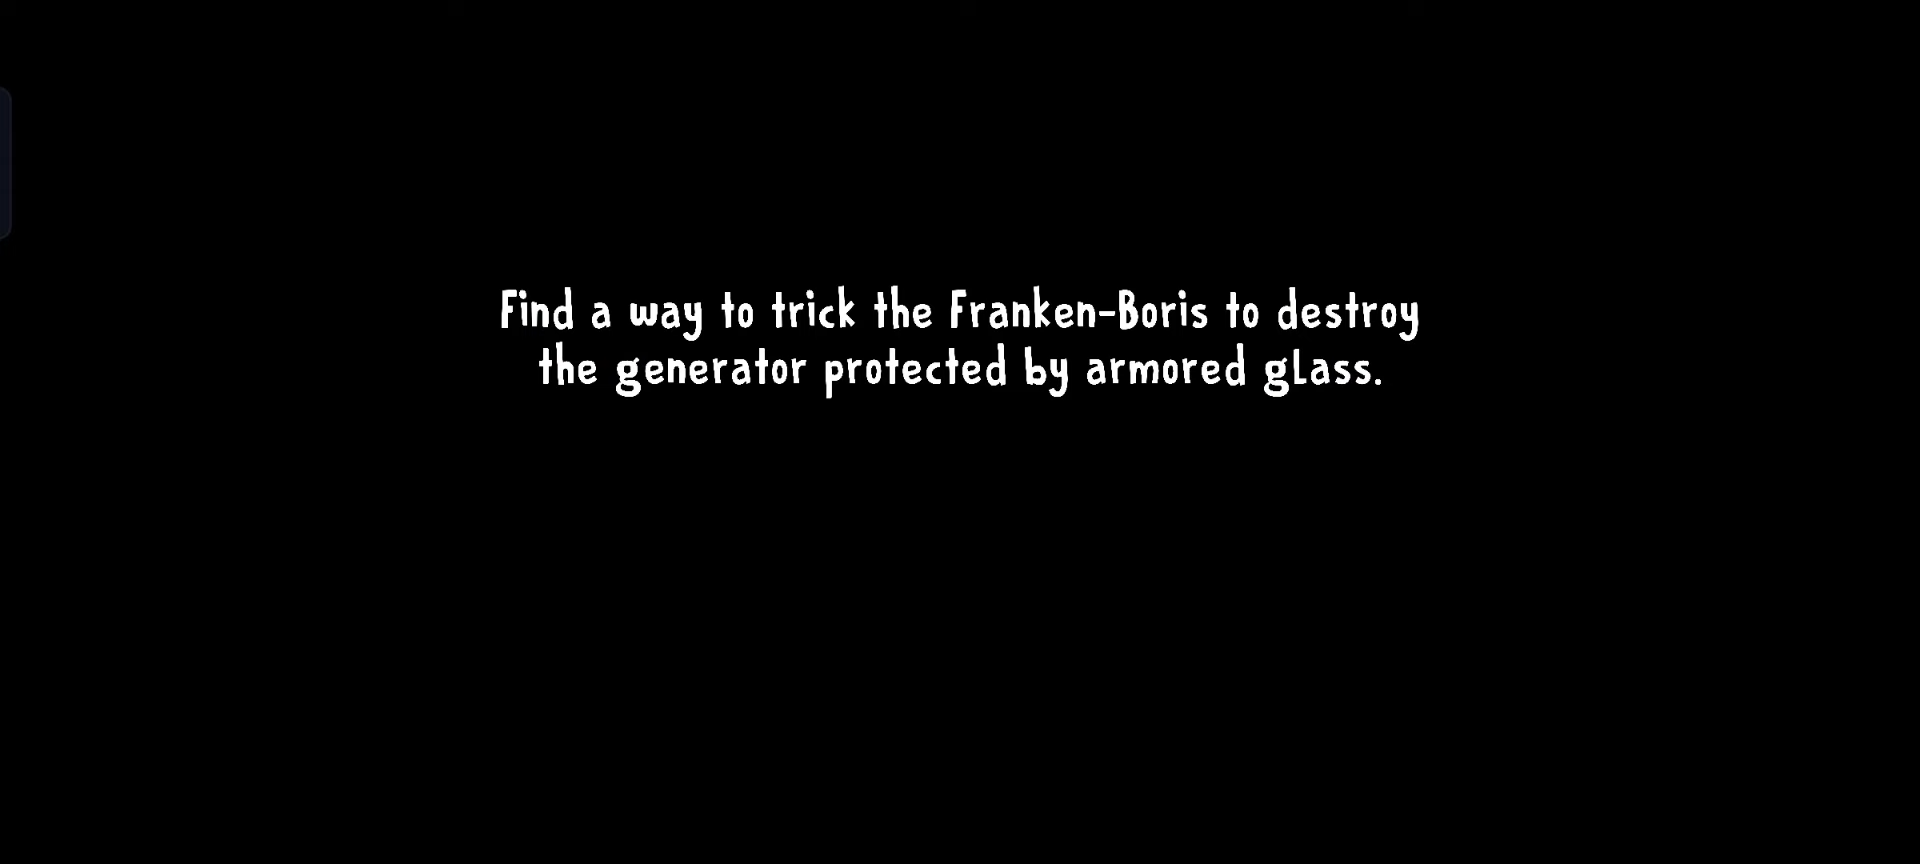 Find a way to trick the Franken-Boris to destroy
the generator protected by armored glass.